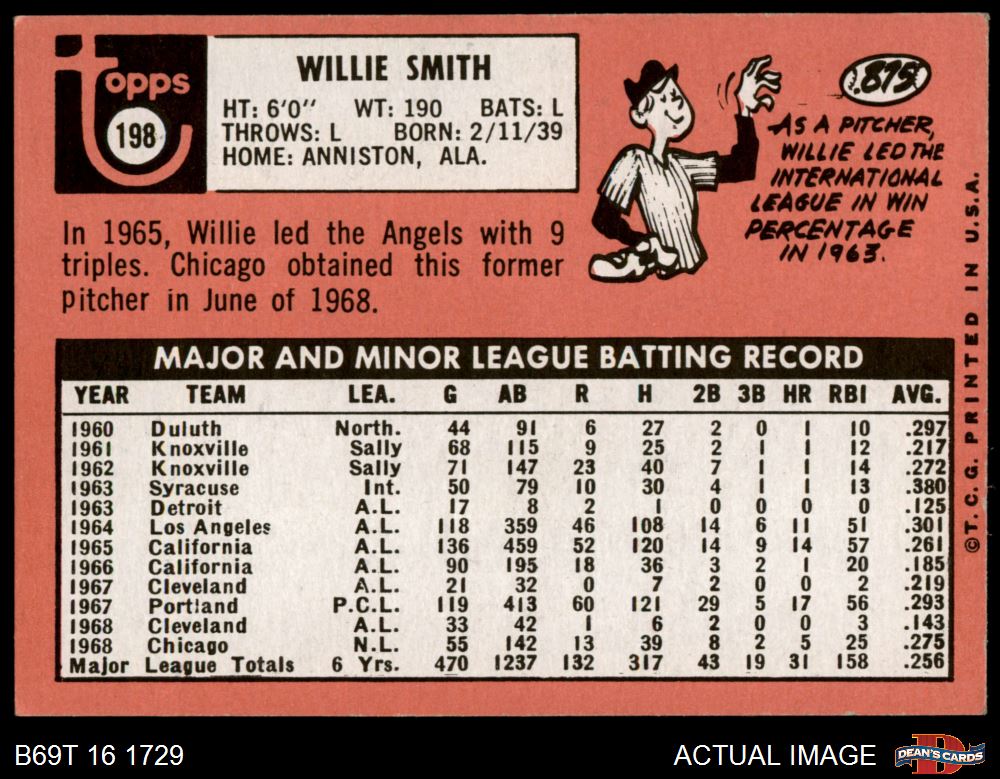 Topps
198
WILLIE SMITH
HT: 6'0" WT: 190 BATS: L
THROWS: L BORN: 2/11/39
HOME: ANNISTON, ALA.
.875
AS A PITCHER,
WILLIE LED THE
INTERNATIONAL
LEAGUE IN WIN
PERCENTAGE
IN 1963.
In 1965, Willie led the Angels with 9
triples. Chicago obtained this former
pitcher in June of 1968.
MAJOR AND MINOR LEAGUE BATTING RECORD
YEAR TEAM LEA. G AB R H 2B 3B HR RBI AVG.
1960 Duluth North. 44 91 6 27 2 0 1 10 .297
1961 Knoxville Sally 68 115 9 25 2 1 1 12 .217
1962 Knoxville Sally 71 147 23 40 7 1 1 14 .272
1963 Syracuse Int. 50 79 10 30 4 1 1 13 .380
1963 Detroit A.L. 17 8 2 1 0 0 0 0 .125
1964 Los Angeles A.L. 118 359 46 108 14 6 11 51 .301
1965 California A.L. 136 459 52 120 14 9 14 57 .261
1966 California A.L. 90 195 18 36 3 2 1 20 .185
1967 Cleveland A.L. 21 32 0 7 2 0 0 2 .219
1967 Portland P.C.L. 119 413 60 121 29 5 17 56 .293
1968 Cleveland A.L. 33 42 1 6 2 0 0 3 .143
1968 Chicago N.L. 55 142 13 39 8 2 5 25 .275
Major League Totals 6 Yrs. 470 1237 132 317 43 19 31 158 .256
©T.C.G. PRINTED IN U.S.A.
B69T 16 1729
ACTUAL IMAGE
DEAN'S CARDS